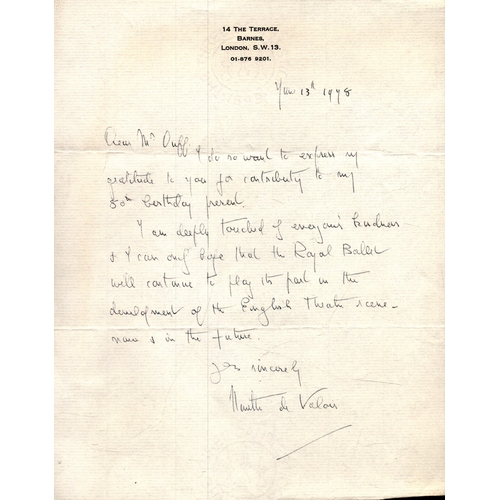 14 THE TERRACE,
BARNES,
LONDON, S.W.13.
01-876 9201.
June 13th 1978
Dear Mr Duff
I do so want to express my
gratitude to you for contributing to my
80th birthday present.
I am deeply touched by everyone's kindness
& I can only hope that the Royal Ballet
will continue to play its part in the
development of the English Theatre scene -
now & in the future.
Yrs sincerely
Ninette de Valois